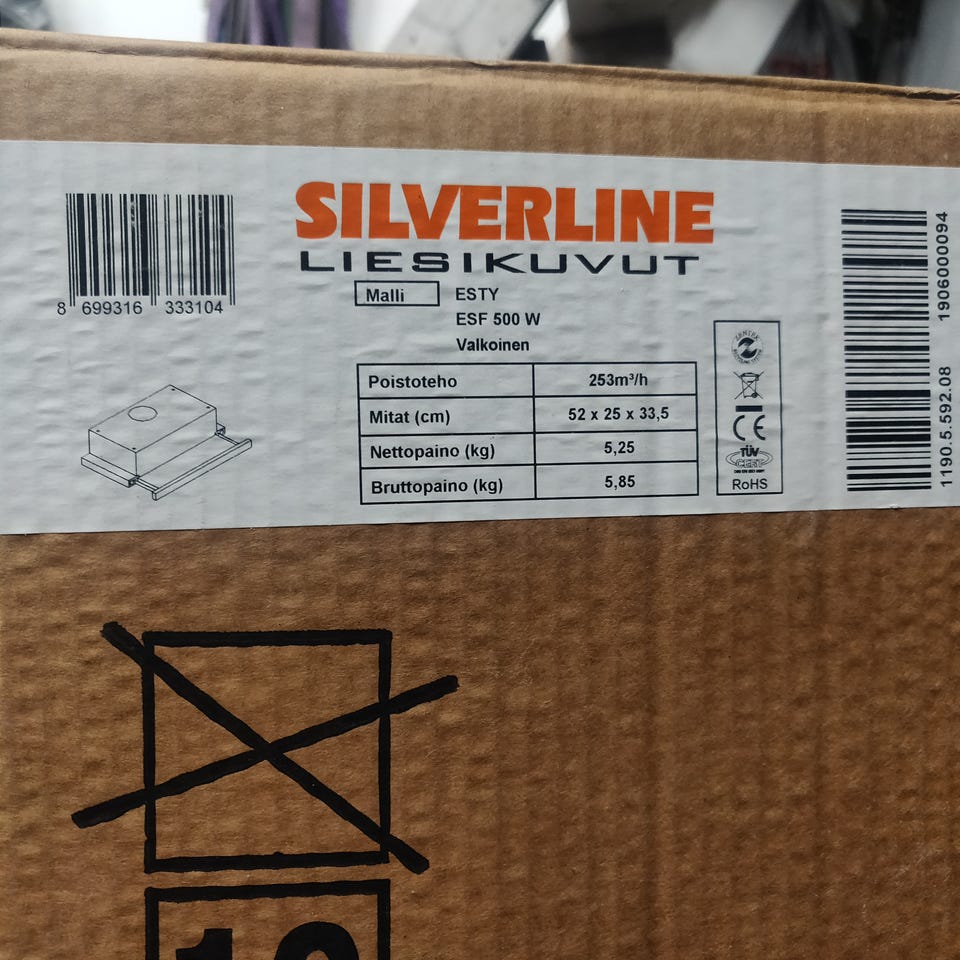 SILVERLINE
LIESIKUVUT
8 699316 333104
Malli ESTY
ESF 500 W
Valkoinen
Poistoteho 253m³/h
Mitat (cm) 52 x 25 x 33,5
Nettopaino (kg) 5,25
Bruttopaino (kg) 5,85
CE
TÜV
CERT
RoHS
1906000094
1190.5.592.08